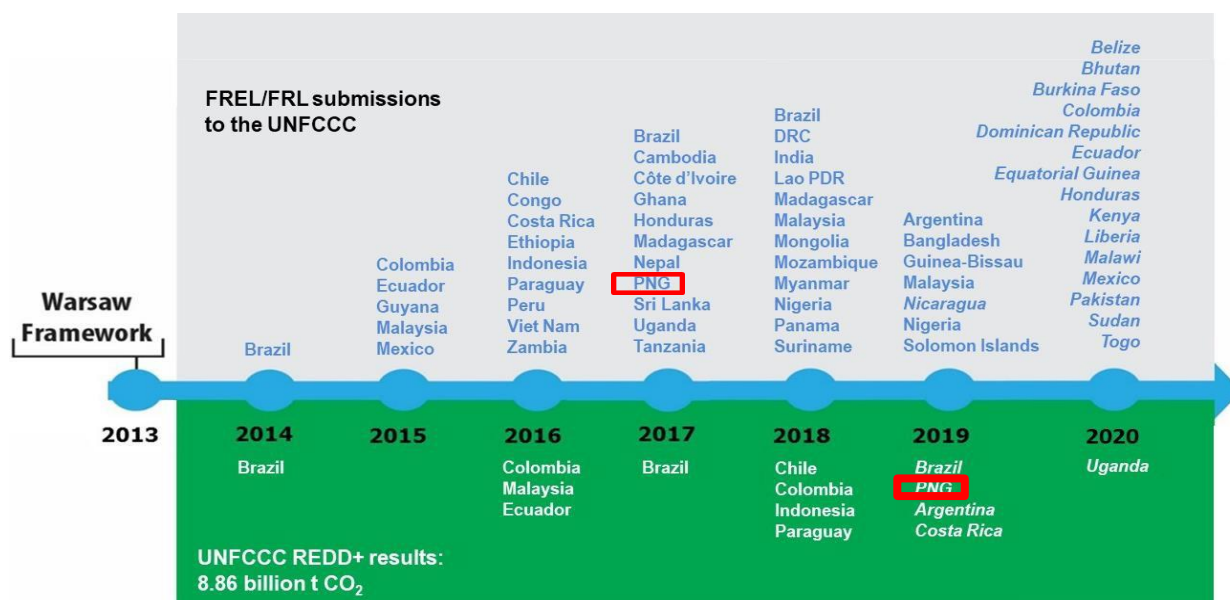 FREL/FRL submissions
to the UNFCCC
Warsaw
Framework
2013
Brazil
2014
Colombia
Ecuador
Guyana
Malaysia
Mexico
2015
Chile
Congo
Costa Rica
Ethiopia
Indonesia
Paraguay
Peru
Viet Nam
Zambia
2016
Brazil
Cambodia
Côte d’Ivoire
Ghana
Honduras
Madagascar
Nepal
PNG
Sri Lanka
Uganda
Tanzania
2017
Brazil
DRC
India
Lao PDR
Madagascar
Malaysia
Mongolia
Mozambique
Myanmar
Nigeria
Panama
Suriname
2018
Argentina
Bangladesh
Guinea-Bissau
Malaysia
Nicaragua
Nigeria
Solomon Islands
2019
Belize
Bhutan
Burkina Faso
Colombia
Dominican Republic
Ecuador
Equatorial Guinea
Honduras
Kenya
Liberia
Malawi
Mexico
Pakistan
Sudan
Togo
2020
Brazil
Colombia
Malaysia
Ecuador
Brazil
Chile
Colombia
Indonesia
Paraguay
Brazil
PNG
Argentina
Costa Rica
Uganda
UNFCCC REDD+ results:
8.86 billion t CO₂